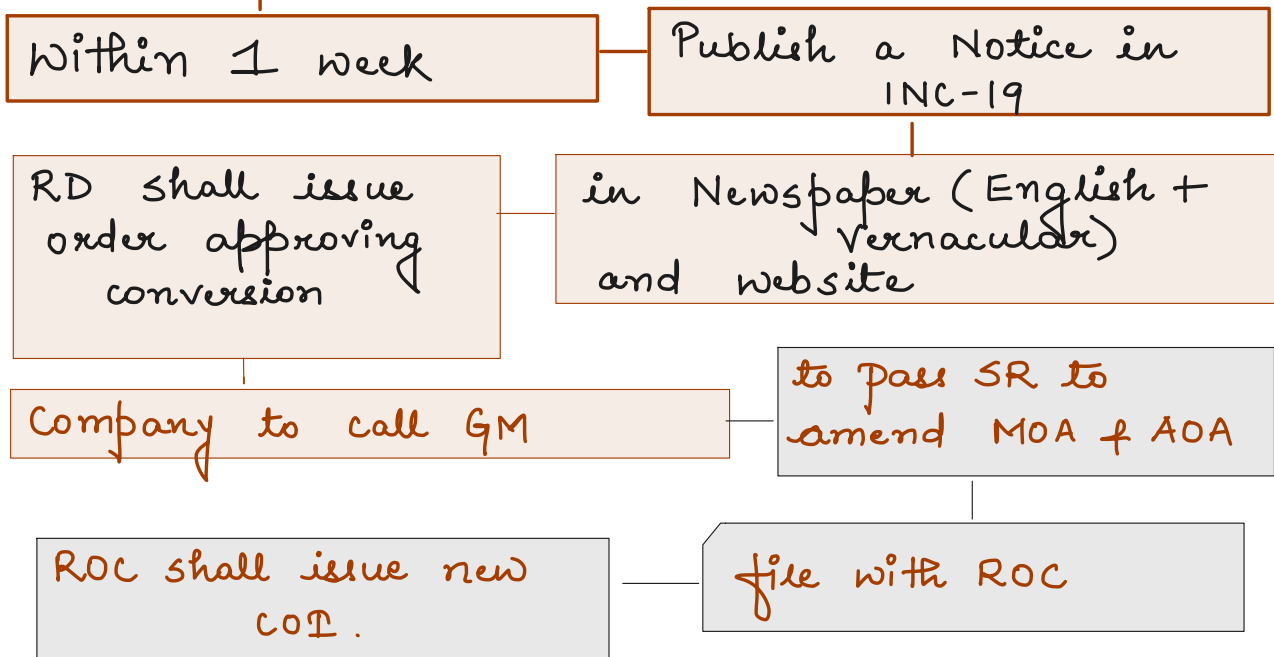 Within 1 week
Publish a Notice in
INC-19
in Newspaper (English +
Vernacular)
and website
RD shall issue
order approving
conversion
Company to call GM
to pass SR to
amend MOA & AOA
file with ROC
ROC shall issue new
COI.